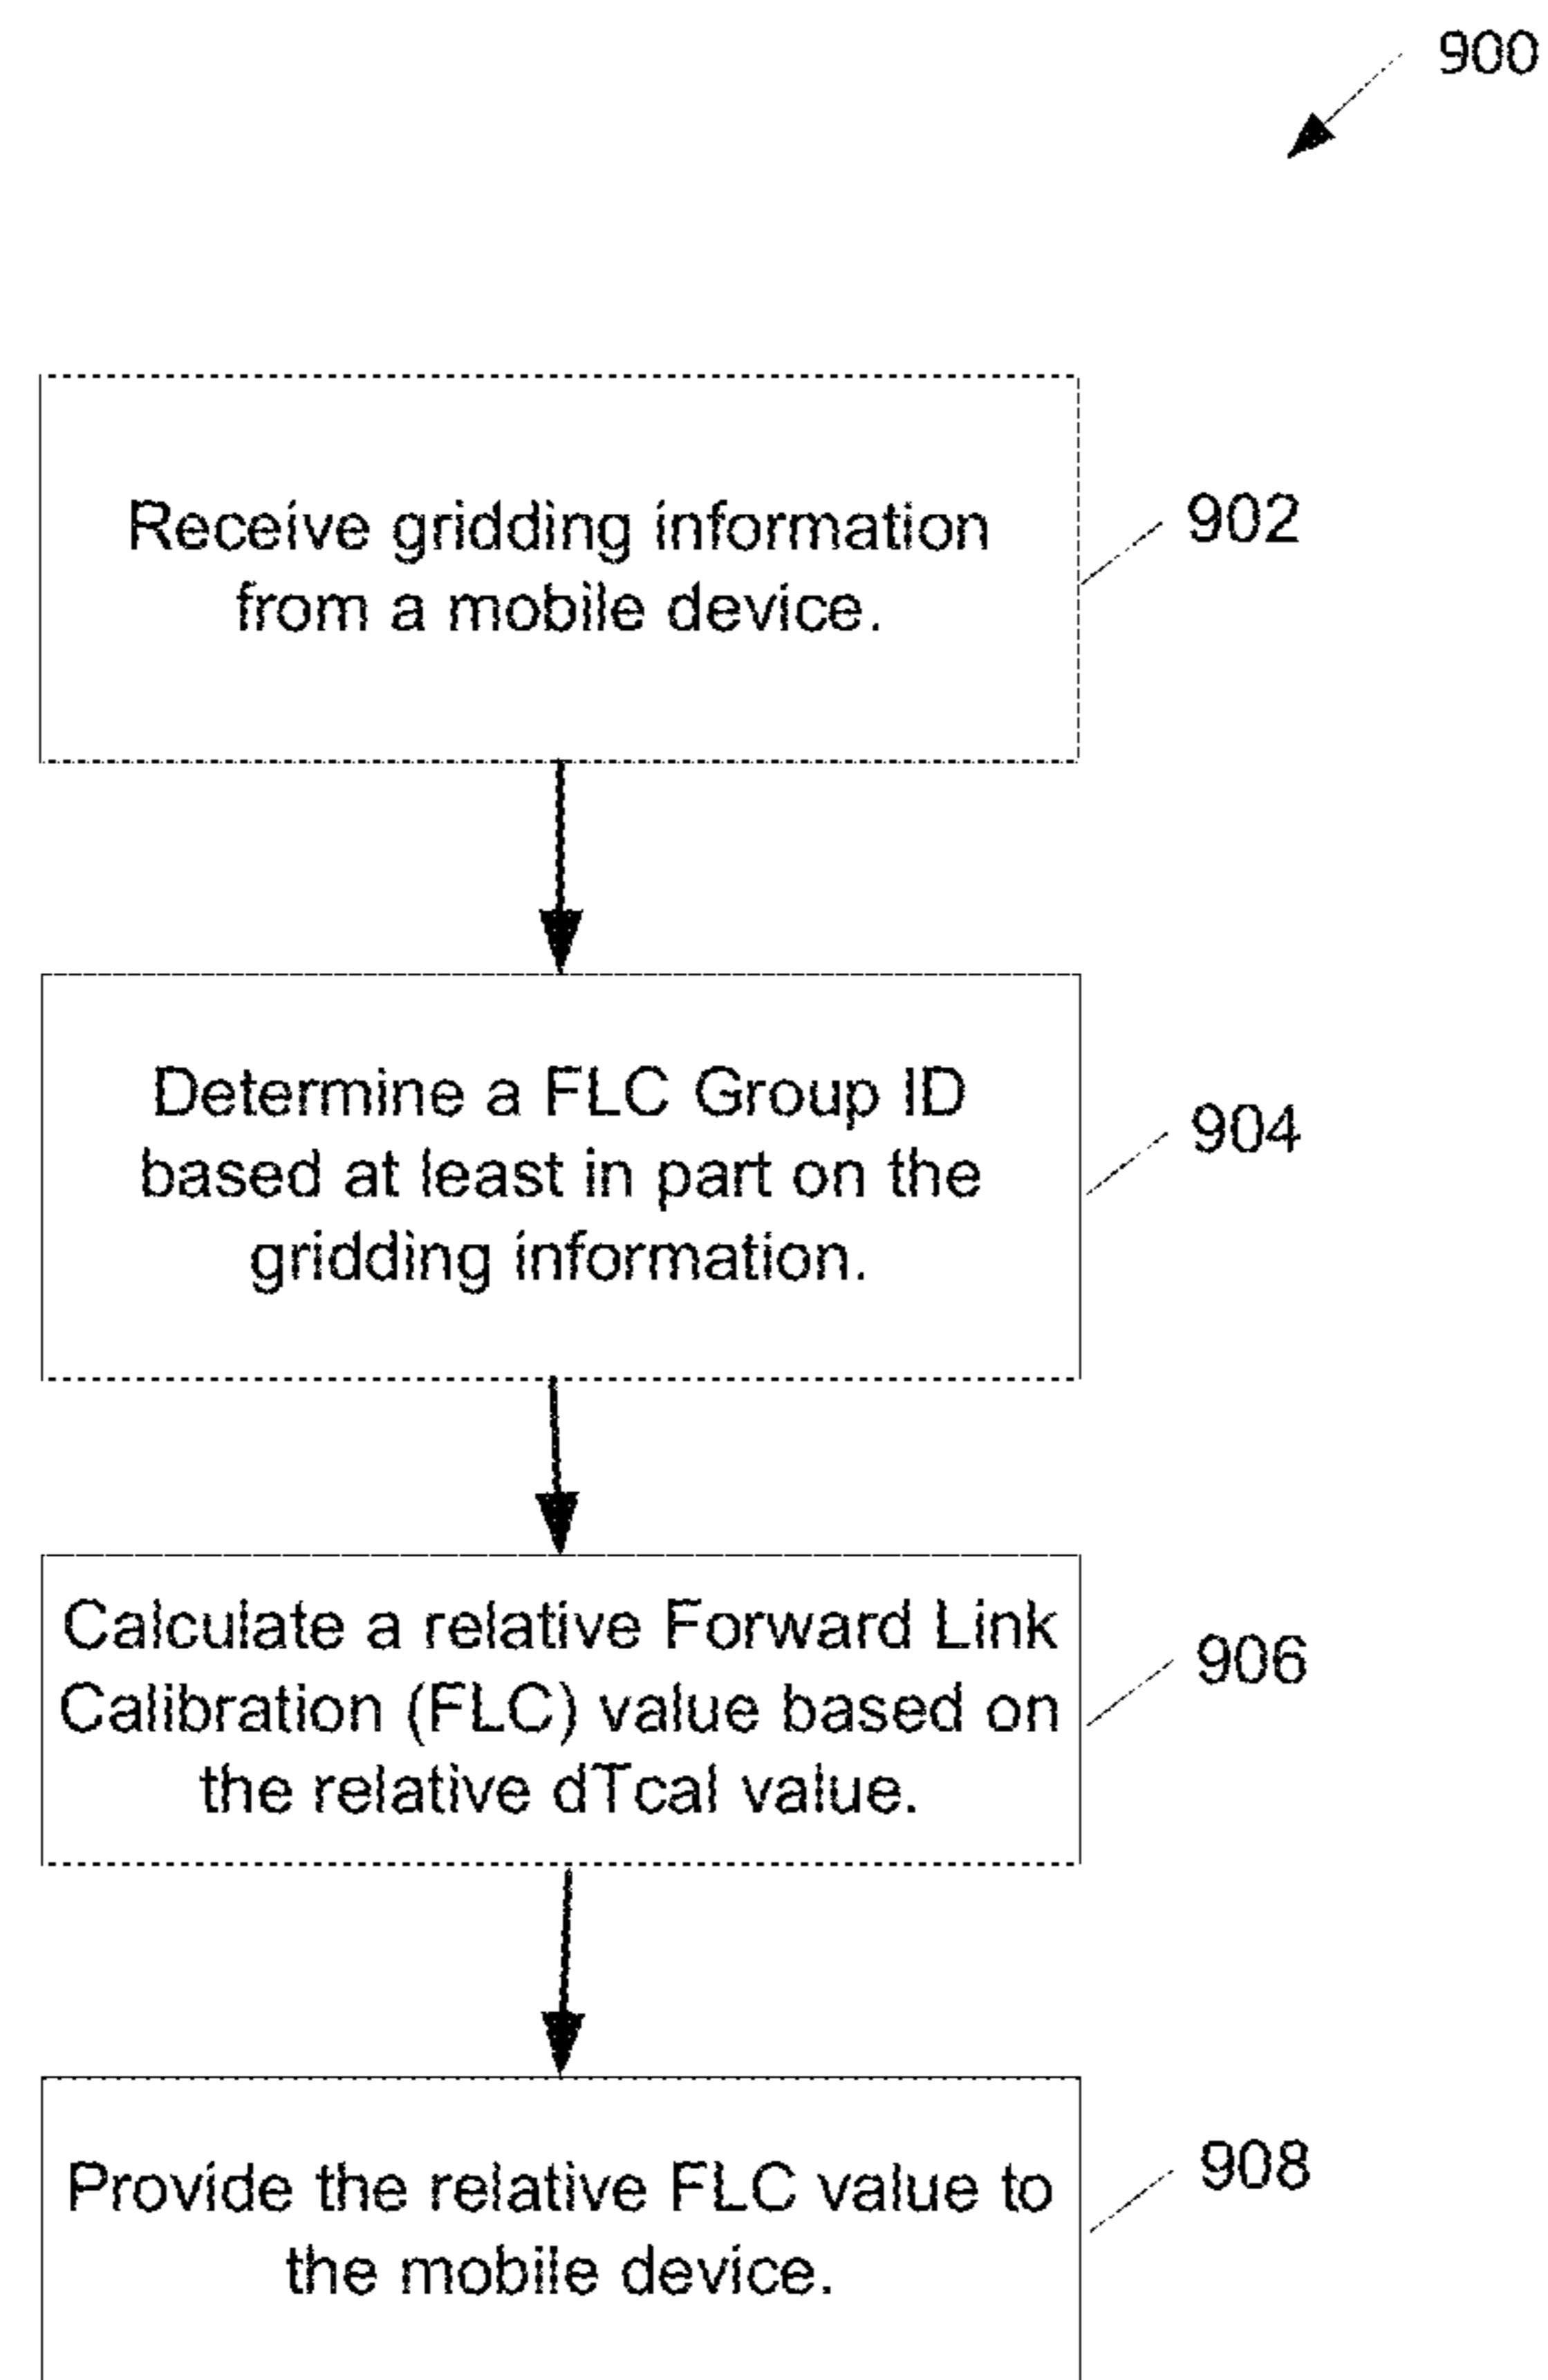 900
Receive gridding information
from a mobile device.
902
Determine a FLC Group ID
based at least in part on the
gridding information.
904
Calculate a relative Forward Link
Calibration (FLC) value based on
the relative dTcal value.
906
Provide the relative FLC value to
the mobile device.
908